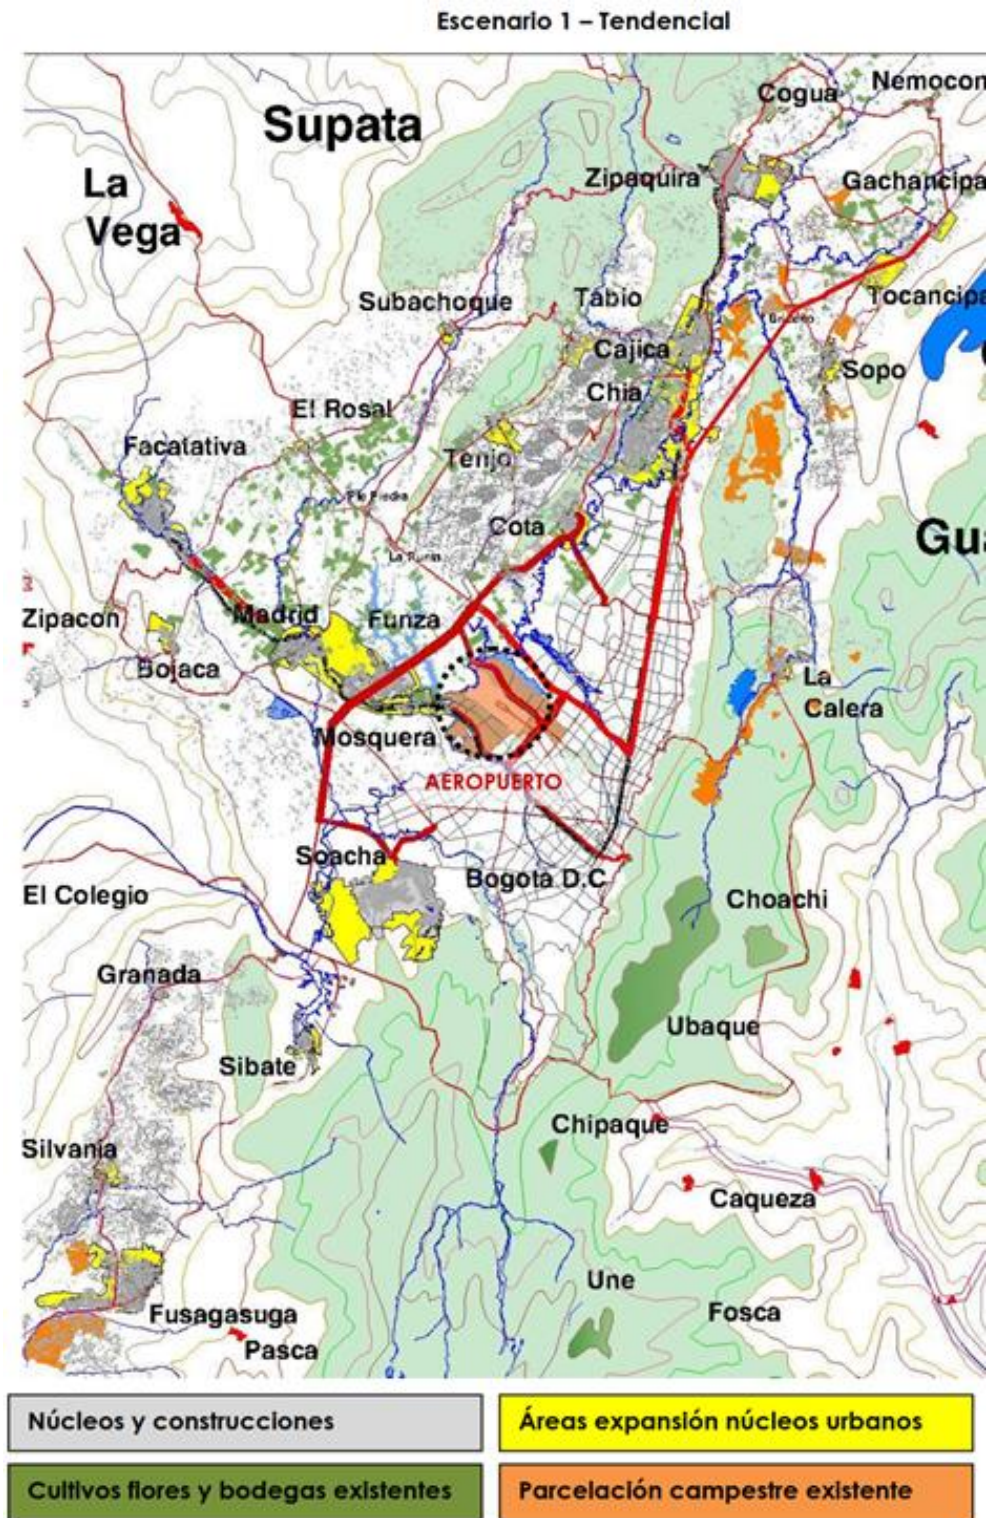 Escenario 1 – Tendencial
Nemocon
Cogua
Supata
Zipaquira
Gachancipa
La
Vega
Subachoque
Tabio
Tocancipa
Cajica
Sopo
Chia
El Rosal
Facatativa
Tenjo
Cota
Gua
Zipacon
Madrid
Funza
Bojaca
La
Calera
Mosquera
AEROPUERTO
Soacha
Bogota D.C
El Colegio
Choachi
Granada
Ubaque
Sibate
Chipaque
Silvania
Caqueza
Une
Fosca
Fusagasuga
Pasca
Núcleos y construcciones
Áreas expansión núcleos urbanos
Cultivos flores y bodegas existentes
Parcelación campestre existente